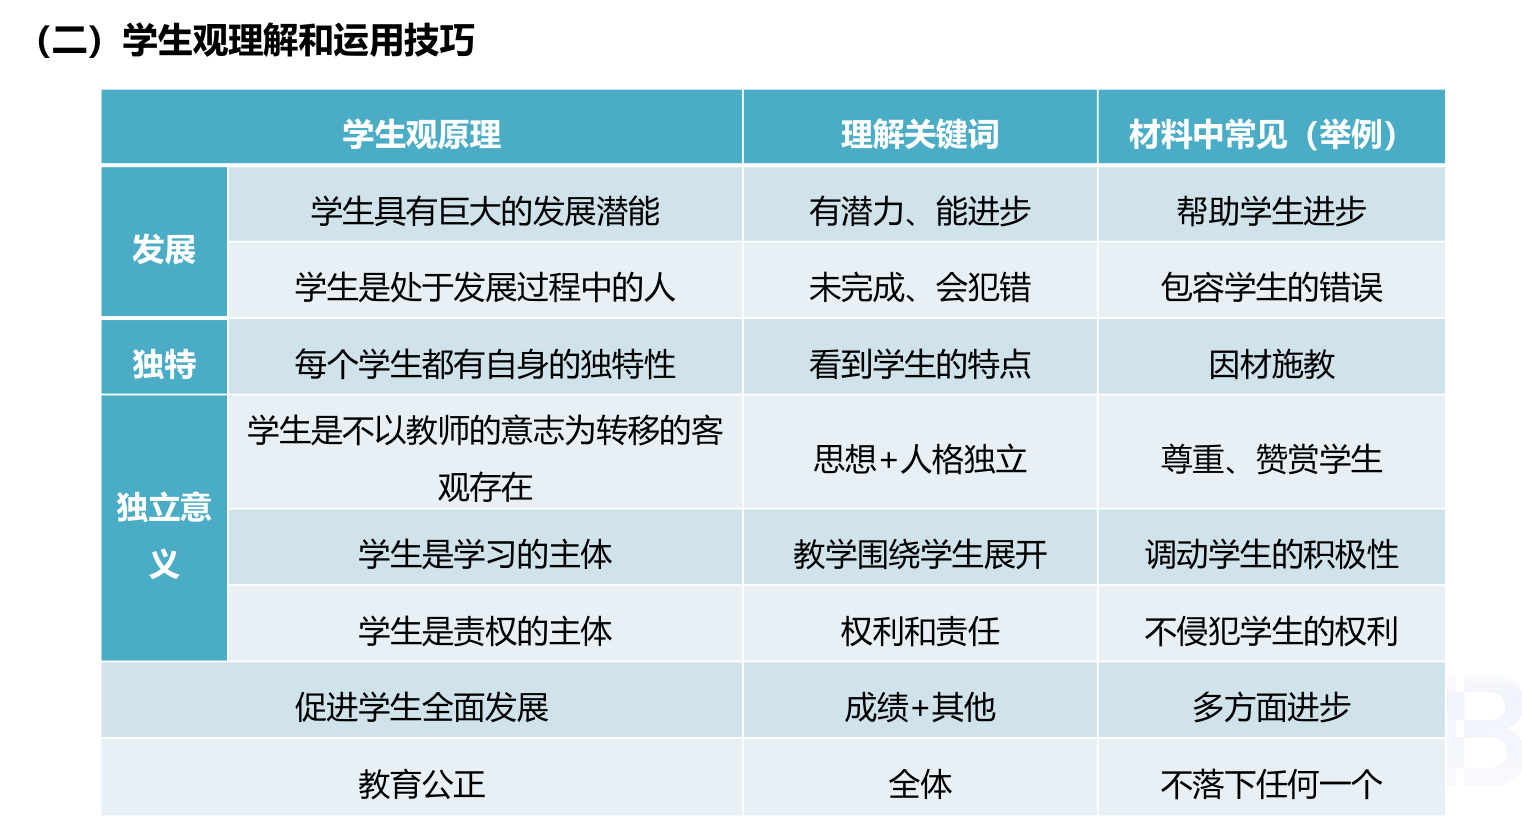 （二）学生观理解和运用技巧
学生观原理 理解关键词 材料中常见（举例）
发展
学生具有巨大的发展潜能 有潜力、能进步 帮助学生进步
学生是处于发展过程中的人 未完成、会犯错 包容学生的错误
独特 每个学生都有自身的独特性 看到学生的特点 因材施教
独立意
义
学生是不以教师的意志为转移的客
观存在
思想+人格独立 尊重、赞赏学生
学生是学习的主体 教学围绕学生展开 调动学生的积极性
学生是责权的主体 权利和责任 不侵犯学生的权利
促进学生全面发展 成绩+其他 多方面进步
教育公正 全体 不落下任何一个
B